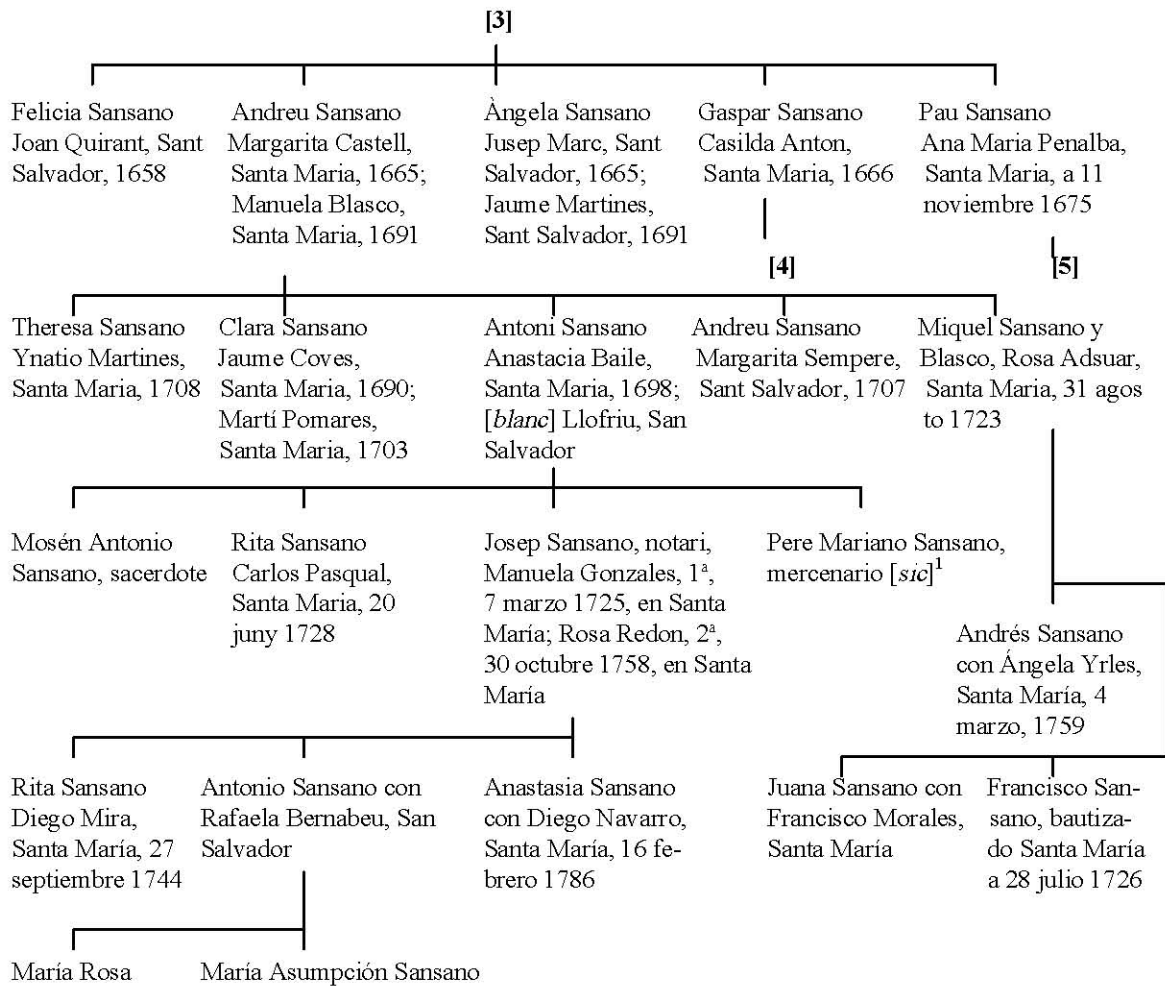 [3]
Felicia Sansano
Joan Quirant, Sant
Salvador, 1658
Andreu Sansano
Margarita Castell,
Santa Maria, 1665;
Manuela Blasco,
Santa Maria, 1691
Àngela Sansano
Jusep Marc, Sant
Salvador, 1665;
Jaume Martines,
Sant Salvador, 1691
Gaspar Sansano
Casilda Anton,
Santa Maria, 1666
Pau Sansano
Ana Maria Penalba,
Santa Maria, a 11
noviembre 1675
[4]
[5]
Theresa Sansano
Ynatio Martines,
Santa Maria, 1708
Clara Sansano
Jaume Coves,
Santa Maria, 1690;
Martí Pomares,
Santa Maria, 1703
Antoni Sansano
Anastacia Baile,
Santa Maria, 1698;
[blanc] Llofriu, San
Salvador
Andreu Sansano
Margarita Sempere,
Sant Salvador, 1707
Miquel Sansano y
Blasco, Rosa Adsuar,
Santa Maria, 31 agos
to 1723
Mosén Antonio
Sansano, sacerdote
Rita Sansano
Carlos Pasqual,
Santa Maria, 20
juny 1728
Josep Sansano, notari,
Manuela Gonzales, 1ª,
7 marzo 1725, en Santa
María; Rosa Redon, 2ª,
30 octubre 1758, en Santa
María
Pere Mariano Sansano,
mercenario [sic]¹
Andrés Sansano
con Ángela Yrles,
Santa María, 4
marzo, 1759
Rita Sansano
Diego Mira,
Santa María, 27
septiembre 1744
Antonio Sansano con
Rafaela Bernabeu, San
Salvador
Anastasia Sansano
con Diego Navarro,
Santa María, 16 fe-
brero 1786
Juana Sansano con
Francisco Morales,
Santa María
Francisco San-
sano, bautiza-
do Santa María
a 28 julio 1726
María Rosa
María Asumpción Sansano